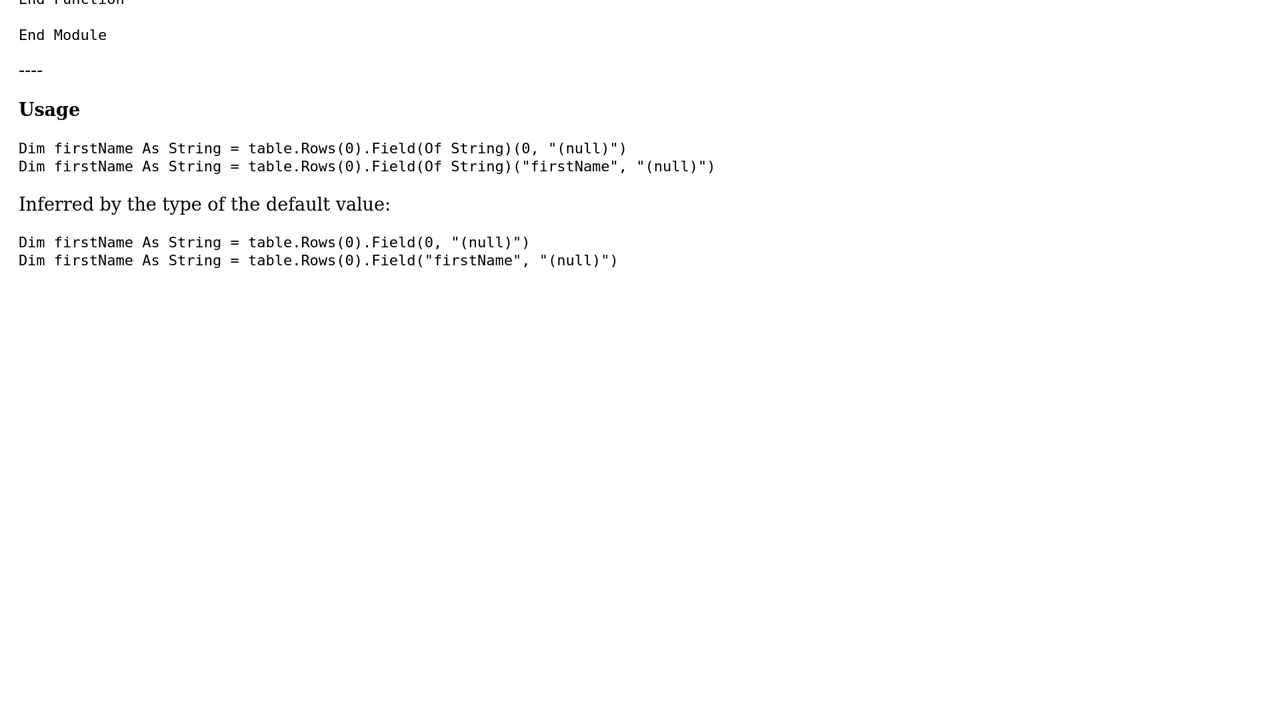 End Function
End Module
----
Usage
Dim firstName As String = table.Rows(0).Field(Of String)(0, "(null)")
Dim firstName As String = table.Rows(0).Field(Of String)("firstName", "(null)")
Inferred by the type of the default value:
Dim firstName As String = table.Rows(0).Field(0, "(null)")
Dim firstName As String = table.Rows(0).Field("firstName", "(null)")